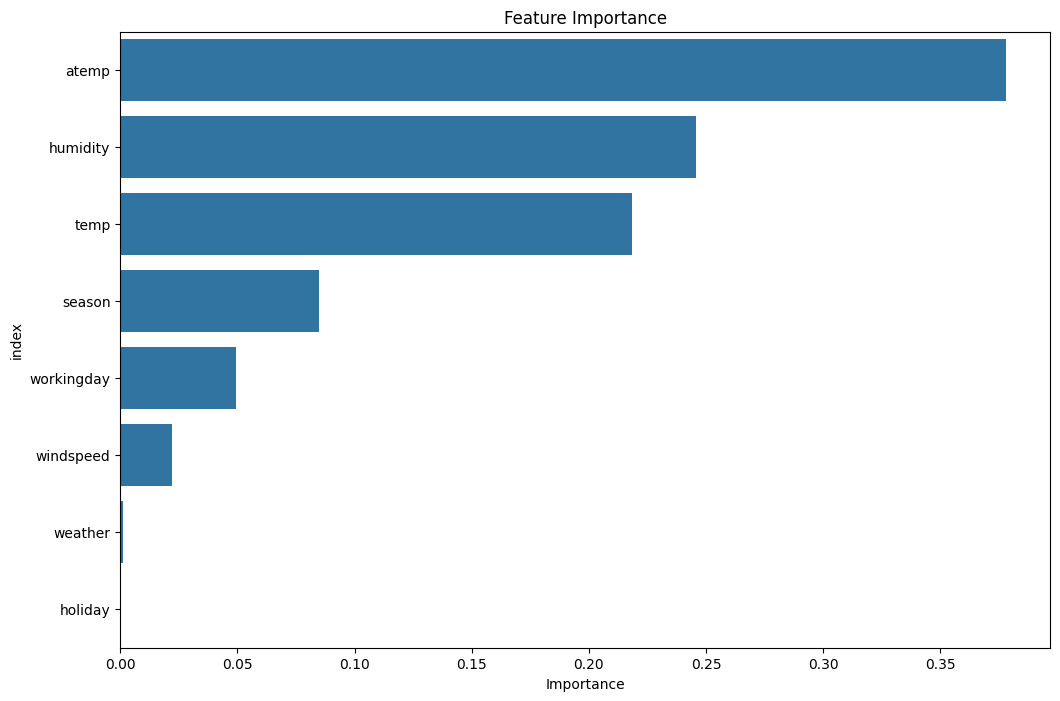 Feature Importance
atemp
humidity
temp
season
workingday
windspeed
weather
holiday
index
0.00 0.05 0.10 0.15 0.20 0.25 0.30 0.35
Importance